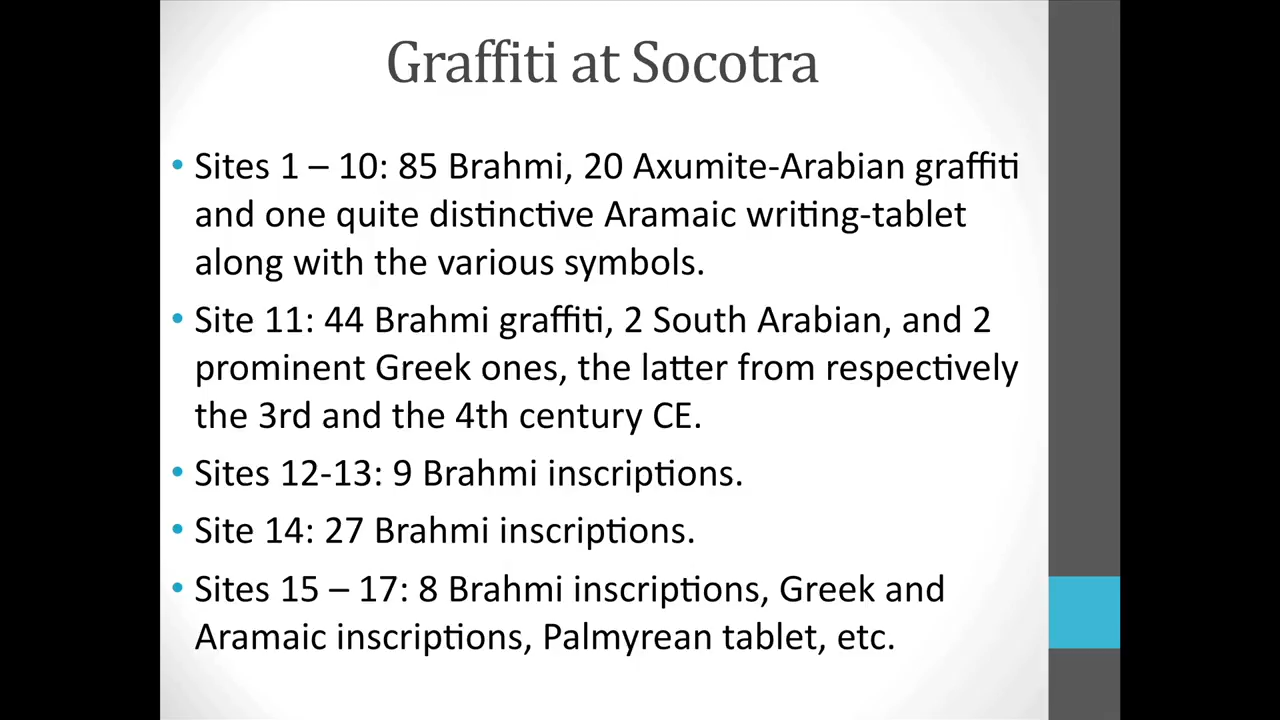 Graffiti at Socotra
• Sites 1 – 10: 85 Brahmi, 20 Axumite-Arabian graffiti
and one quite distinctive Aramaic writing-tablet
along with the various symbols.
• Site 11: 44 Brahmi graffiti, 2 South Arabian, and 2
prominent Greek ones, the latter from respectively
the 3rd and the 4th century CE.
• Sites 12-13: 9 Brahmi inscriptions.
• Site 14: 27 Brahmi inscriptions.
• Sites 15 – 17: 8 Brahmi inscriptions, Greek and
Aramaic inscriptions, Palmyrean tablet, etc.